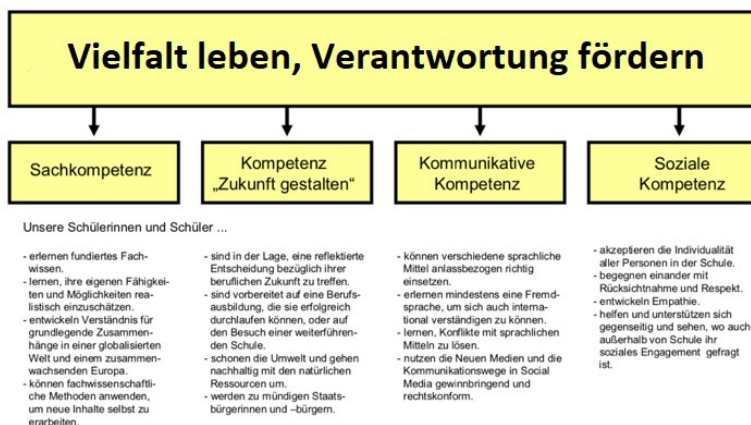 Vielfalt leben, Verantwortung fördern
Sachkompetenz
Kompetenz
„Zukunft gestalten“
Kommunikative
Kompetenz
Soziale
Kompetenz
Unsere Schülerinnen und Schüler ...
- erlernen fundiertes Fach-
wissen.
- lernen, ihre eigenen Fähigkei-
ten und Möglichkeiten rea-
listisch einzuschätzen.
- entwickeln Verständnis für
grundlegende Zusammen-
hänge in einer globalisierten
Welt und einem zusammen-
wachsenden Europa.
- können fachwissenschaftli-
che Methoden anwenden,
um neue Inhalte selbst zu
erarbeiten.
- sind in der Lage, eine reflektierte
Entscheidung bezüglich ihrer
beruflichen Zukunft zu treffen.
- sind vorbereitet auf eine Berufs-
ausbildung, die sie erfolgreich
durchlaufen können, oder auf
den Besuch einer weiterführen-
den Schule.
- schonen die Umwelt und gehen
nachhaltig mit den natürlichen
Ressourcen um.
- werden zu mündigen Staats-
bürgerinnen und –bürgern.
- können verschiedene sprachliche
Mittel anlassbezogen richtig
einsetzen.
- erlernen mindestens eine Fremd-
sprache, um sich auch interna-
tional verständigen zu können.
- lernen, Konflikte mit sprachlichen
Mitteln zu lösen.
- nutzen die Neuen Medien und die
Kommunikationswege in Social
Media gewinnbringend und
rechtskonform.
- akzeptieren die Individualität
aller Personen in der Schule.
- begegnen einander mit
Rücksichtnahme und Respekt.
- entwickeln Empathie.
- helfen und unterstützen sich
gegenseitig und sehen, wo auch
außerhalb von Schule ihr
soziales Engagement gefragt
ist.